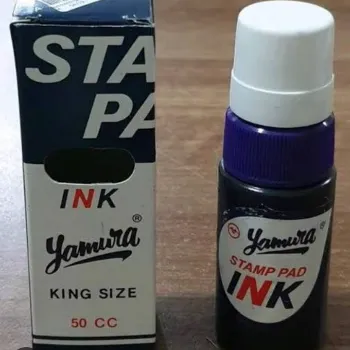 STA
PA
INK
Yamura®
KING SIZE
50 CC
Yamura®
STAMP PAD
INK